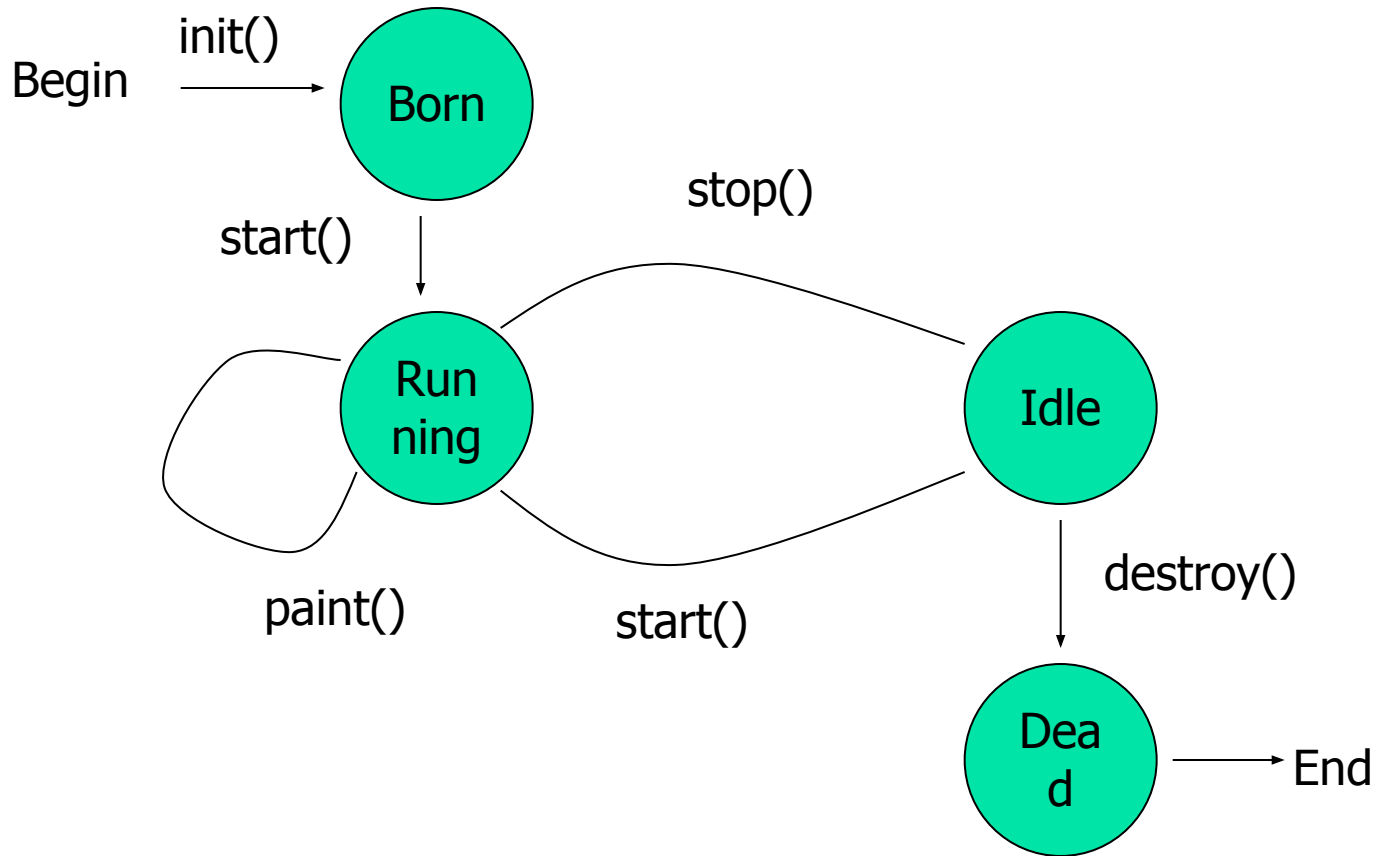 init()
Begin
Born
stop()
start()
Run
ning
Idle
paint()
start()
destroy()
Dea
d
End